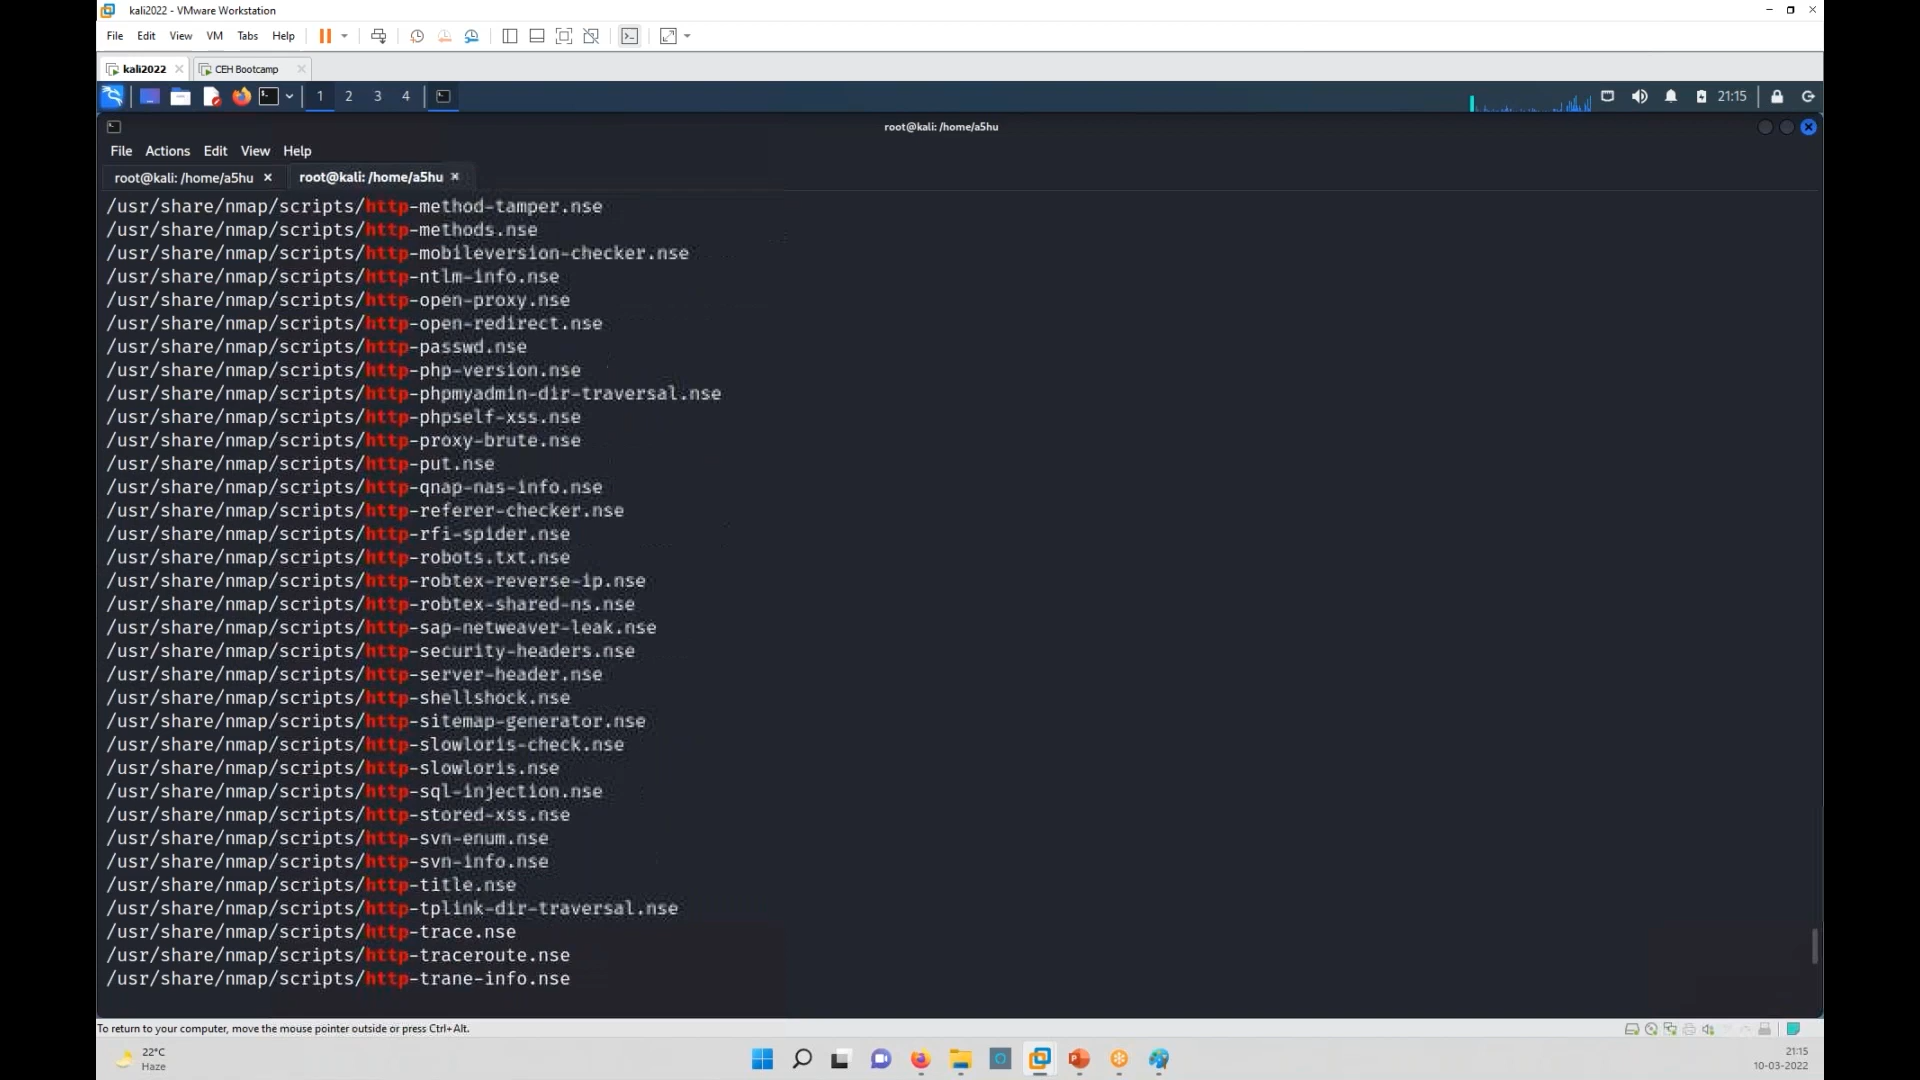 kali2022 - VMware Workstation
File Edit View VM Tabs Help
kali2022 CEH Bootcamp
1 2 3 4 21:15
root@kali: /home/a5hu
File Actions Edit View Help
root@kali: /home/a5hu root@kali: /home/a5hu
/usr/share/nmap/scripts/http-method-tamper.nse
/usr/share/nmap/scripts/http-methods.nse
/usr/share/nmap/scripts/http-mobileversion-checker.nse
/usr/share/nmap/scripts/http-ntlm-info.nse
/usr/share/nmap/scripts/http-open-proxy.nse
/usr/share/nmap/scripts/http-open-redirect.nse
/usr/share/nmap/scripts/http-passwd.nse
/usr/share/nmap/scripts/http-php-version.nse
/usr/share/nmap/scripts/http-phpmyadmin-dir-traversal.nse
/usr/share/nmap/scripts/http-phpself-xss.nse
/usr/share/nmap/scripts/http-proxy-brute.nse
/usr/share/nmap/scripts/http-put.nse
/usr/share/nmap/scripts/http-qnap-nas-info.nse
/usr/share/nmap/scripts/http-referer-checker.nse
/usr/share/nmap/scripts/http-rfi-spider.nse
/usr/share/nmap/scripts/http-robots.txt.nse
/usr/share/nmap/scripts/http-robtex-reverse-ip.nse
/usr/share/nmap/scripts/http-robtex-shared-ns.nse
/usr/share/nmap/scripts/http-sap-netweaver-leak.nse
/usr/share/nmap/scripts/http-security-headers.nse
/usr/share/nmap/scripts/http-server-header.nse
/usr/share/nmap/scripts/http-shellshock.nse
/usr/share/nmap/scripts/http-sitemap-generator.nse
/usr/share/nmap/scripts/http-slowloris-check.nse
/usr/share/nmap/scripts/http-slowloris.nse
/usr/share/nmap/scripts/http-sql-injection.nse
/usr/share/nmap/scripts/http-stored-xss.nse
/usr/share/nmap/scripts/http-svn-enum.nse
/usr/share/nmap/scripts/http-svn-info.nse
/usr/share/nmap/scripts/http-title.nse
/usr/share/nmap/scripts/http-tplink-dir-traversal.nse
/usr/share/nmap/scripts/http-trace.nse
/usr/share/nmap/scripts/http-traceroute.nse
/usr/share/nmap/scripts/http-trane-info.nse
To return to your computer, move the mouse pointer outside or press Ctrl+Alt.
22°C
Haze
21:15
10-03-2022